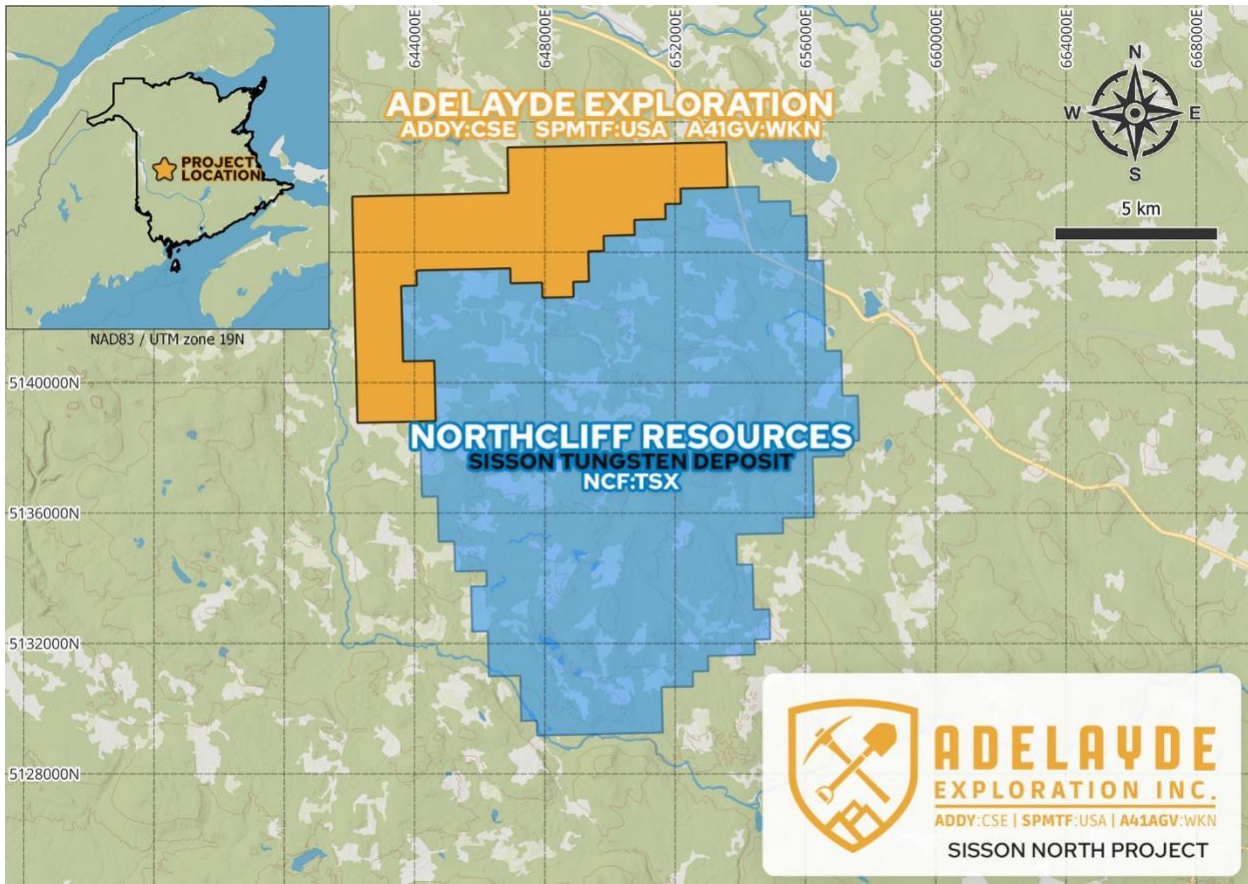 PROJECT
LOCATION
NAD83 / UTM zone 19N
644000E
648000E
652000E
656000E
660000E
664000E
668000E
N
W
E
S
5 km
ADELAYDE EXPLORATION
ADDY:CSE SPMTF:USA A41GV:WKN
5140000N
NORTHCLIFF RESOURCES
SISSON TUNGSTEN DEPOSIT
NCF:TSX
5136000N
5132000N
5128000N
ADELAYDE
EXPLORATION INC.
ADDY:CSE | SPMTF:USA | A41AGV:WKN
SISSON NORTH PROJECT